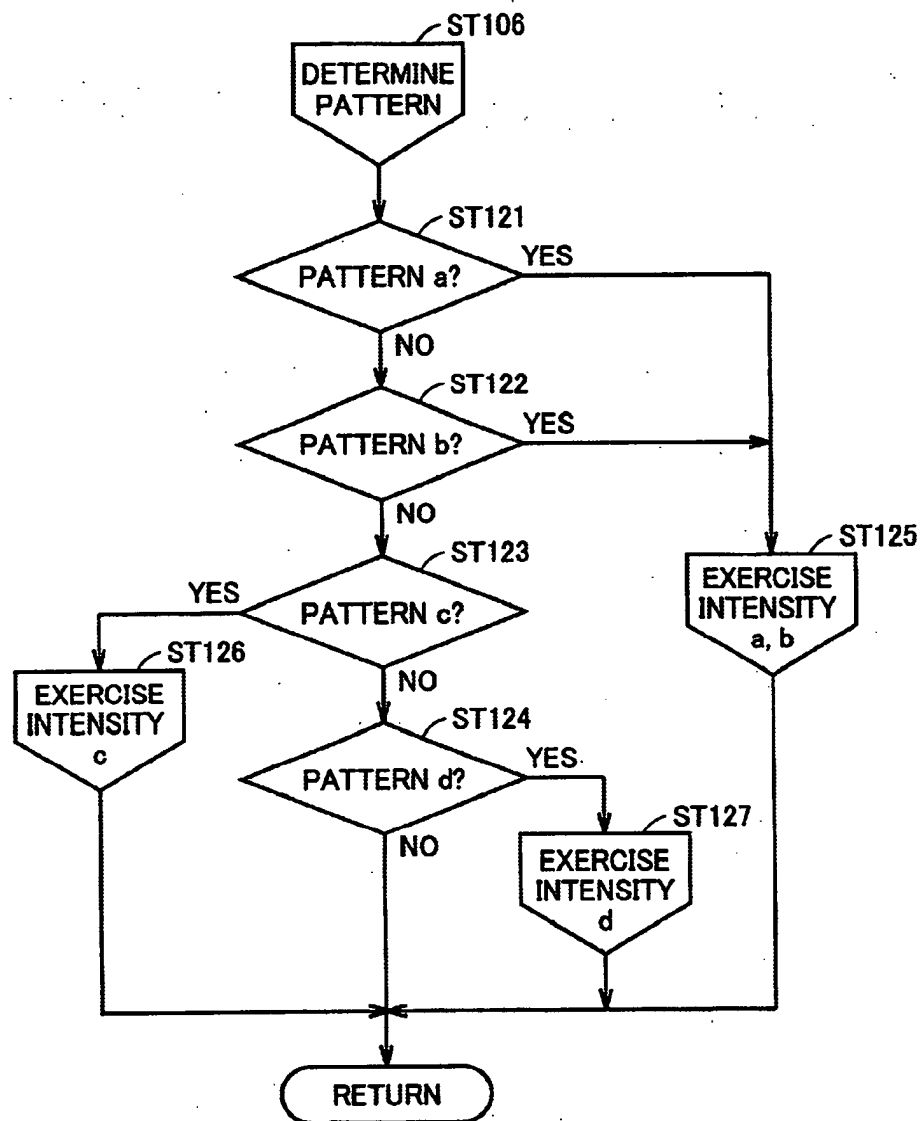 ST106
DETERMINE
PATTERN
ST121
PATTERN a?
YES
NO
ST122
PATTERN b?
YES
NO
ST123
YES
PATTERN c?
NO
ST125
EXERCISE
INTENSITY
a, b
ST126
EXERCISE
INTENSITY
c
ST124
PATTERN d?
YES
NO
ST127
EXERCISE
INTENSITY
d
RETURN